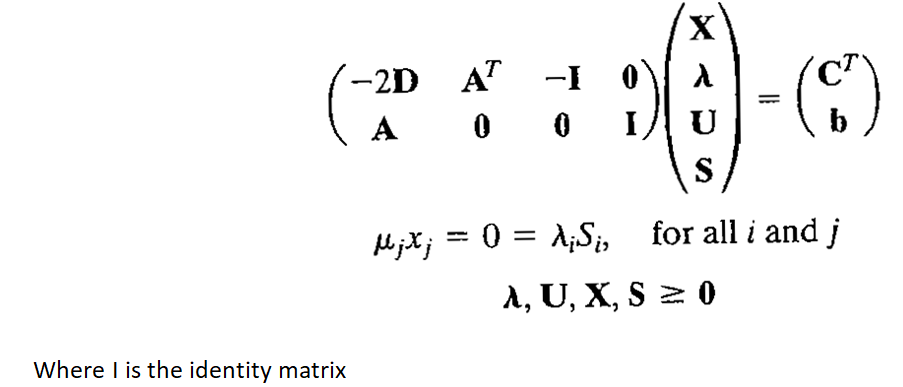 (−2D Aᵀ −I 0) (X) = (Cᵀ)
(A 0 0 I) (λ) (b)
(U)
(S)
μⱼxⱼ = 0 = λᵢSᵢ, for all i and j
λ, U, X, S ≥ 0
Where I is the identity matrix